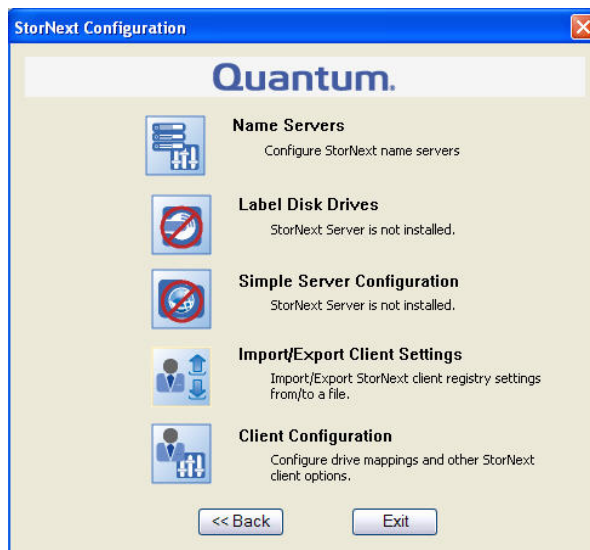 StorNext Configuration
Quantum.
Name Servers
Configure StorNext name servers
Label Disk Drives
StorNext Server is not installed.
Simple Server Configuration
StorNext Server is not installed.
Import/Export Client Settings
Import/Export StorNext client registry settings
from/to a file.
Client Configuration
Configure drive mappings and other StorNext
client options.
<< Back
Exit